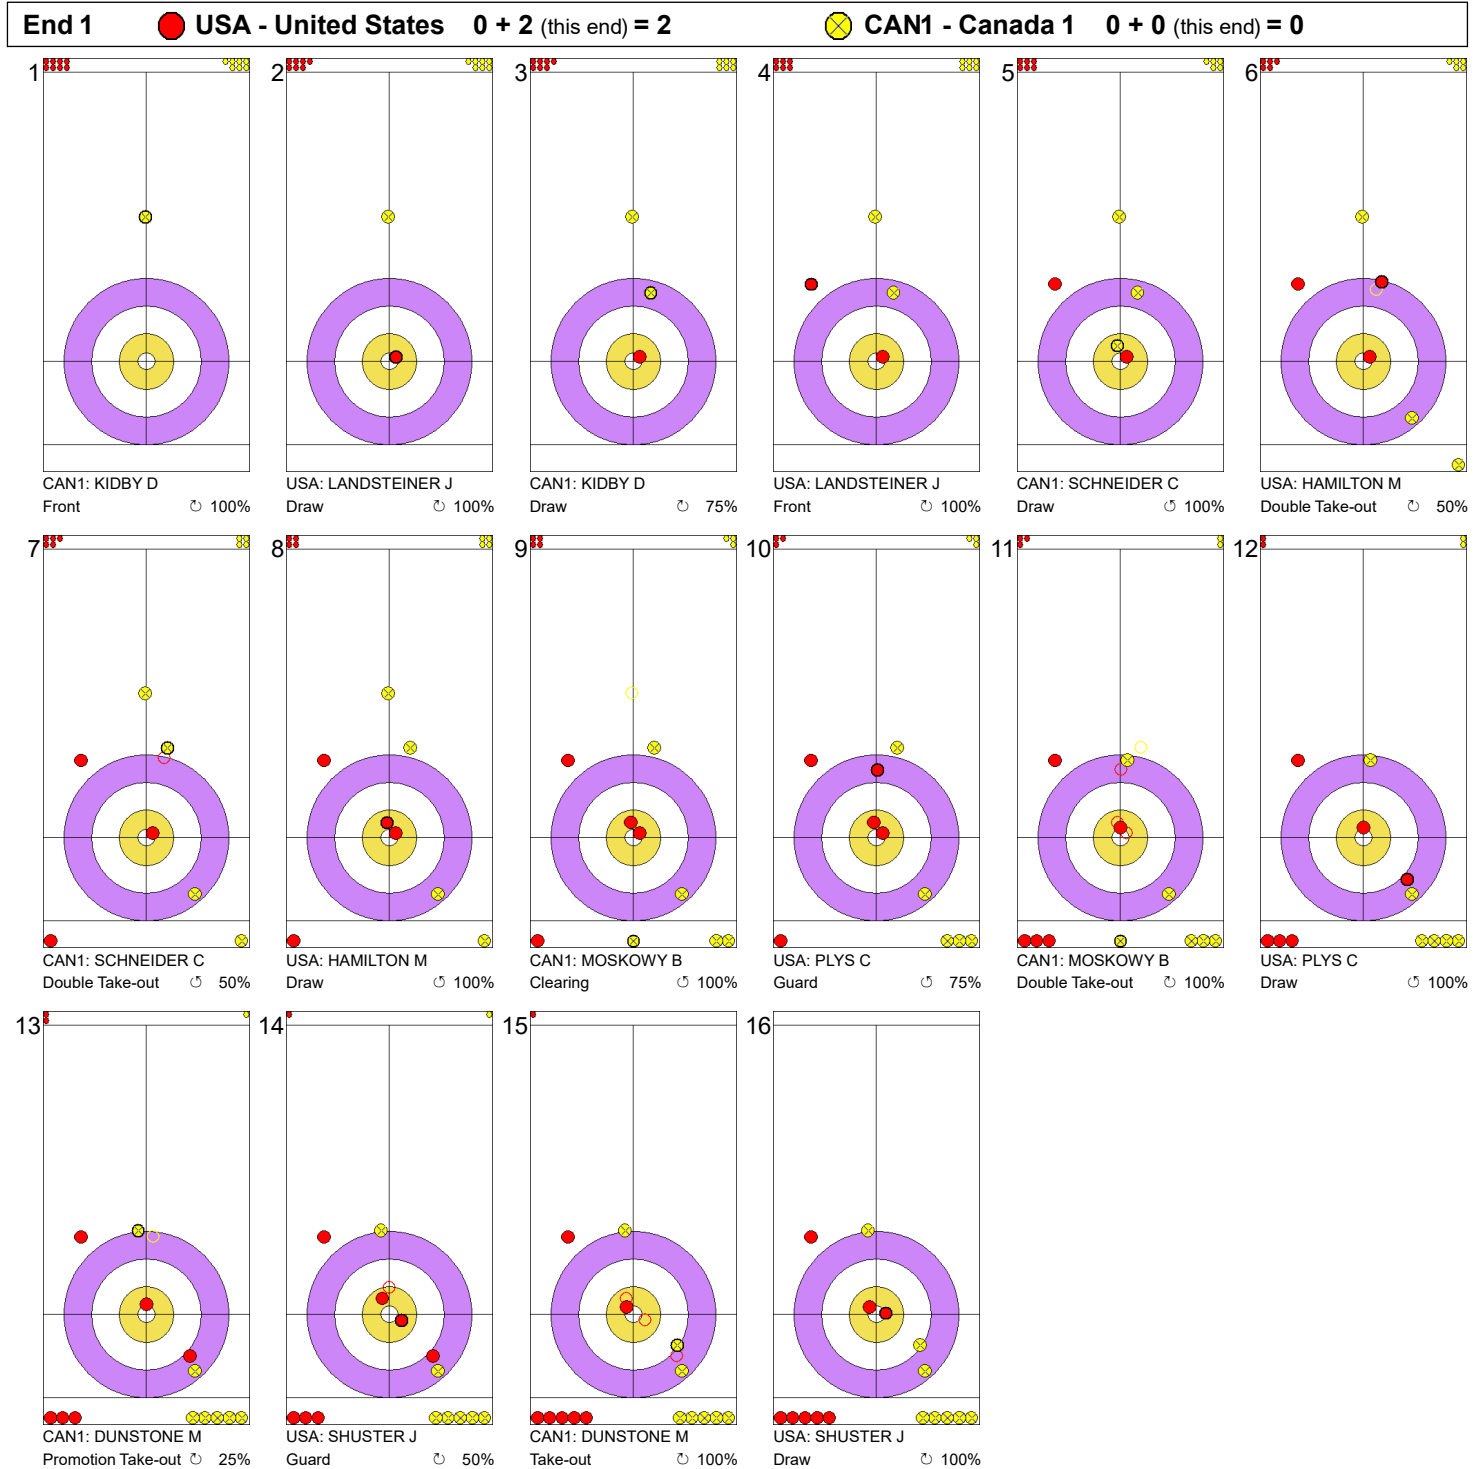 End 1 USA - United States 0 + 2 (this end) = 2 CAN1 - Canada 1 0 + 0 (this end) = 0
1 2 3 4 5 6
CAN1: KIDBY D USA: LANDSTEINER J CAN1: KIDBY D USA: LANDSTEINER J CAN1: SCHNEIDER C USA: HAMILTON M
Front ↻ 100% Draw ↻ 100% Draw ↻ 75% Front ↻ 100% Draw ↻ 100% Double Take-out ↻ 50%
7 8 9 10 11 12
CAN1: SCHNEIDER C USA: HAMILTON M CAN1: MOSKOWY B USA: PLYS C CAN1: MOSKOWY B USA: PLYS C
Double Take-out ↺ 50% Draw ↺ 100% Clearing ↺ 100% Guard ↺ 75% Double Take-out ↻ 100% Draw ↺ 100%
13 14 15 16
CAN1: DUNSTONE M USA: SHUSTER J CAN1: DUNSTONE M USA: SHUSTER J
Promotion Take-out ↻ 25% Guard ↻ 50% Take-out ↻ 100% Draw ↻ 100%